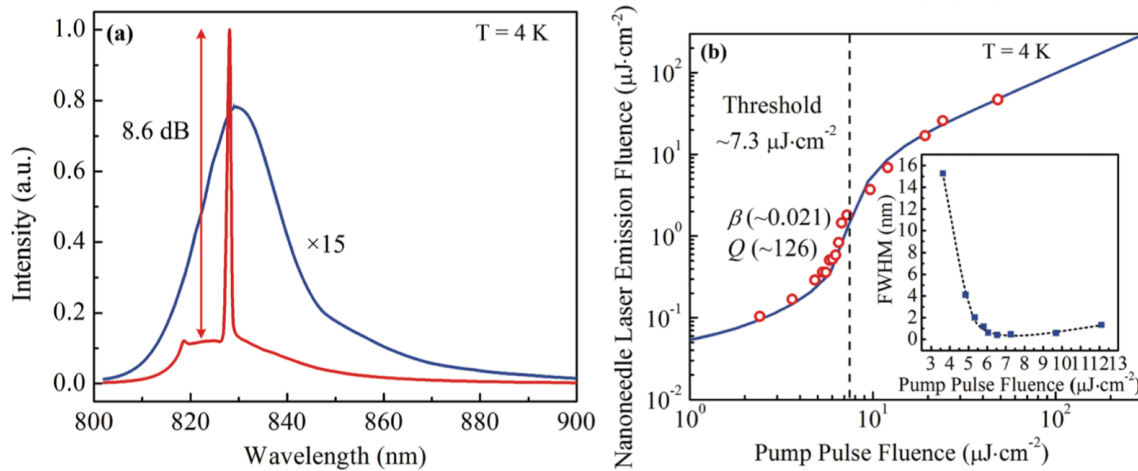 (a)
T = 4 K
8.6 dB
×15
1.0
0.8
0.6
0.4
0.2
0.0
Intensity (a.u.)
800 820 840 860 880 900
Wavelength (nm)
(b)
T = 4 K
Threshold
~7.3 μJ·cm⁻²
β (~0.021)
Q (~126)
10²
10¹
10⁰
10⁻¹
10⁻²
Nanoneedle Laser Emission Fluence (μJ·cm⁻²)
10⁰ 10¹ 10²
Pump Pulse Fluence (μJ·cm⁻²)
16
14
12
10
8
6
4
2
0
FWHM (nm)
3 4 5 6 7 8 9 10 11 12 13
Pump Pulse Fluence (μJ·cm⁻²)